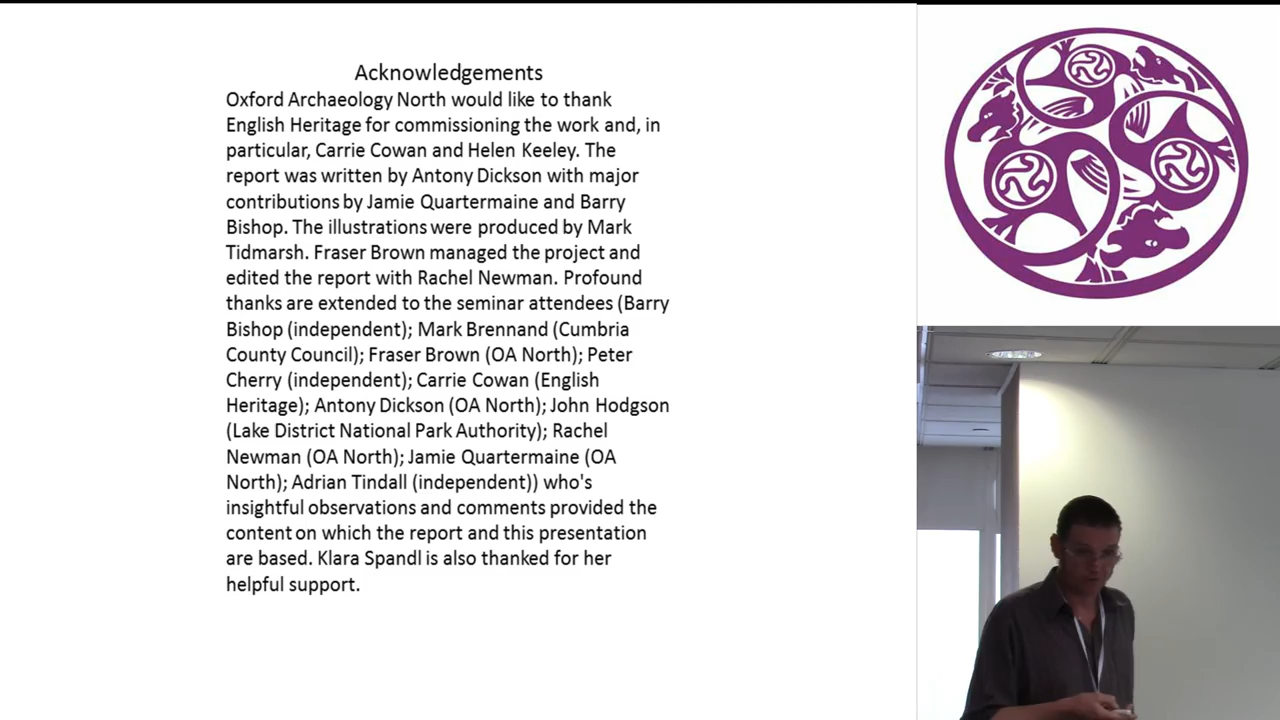 Acknowledgements
Oxford Archaeology North would like to thank
English Heritage for commissioning the work and, in
particular, Carrie Cowan and Helen Keeley. The
report was written by Antony Dickson with major
contributions by Jamie Quartermaine and Barry
Bishop. The illustrations were produced by Mark
Tidmarsh. Fraser Brown managed the project and
edited the report with Rachel Newman. Profound
thanks are extended to the seminar attendees (Barry
Bishop (independent); Mark Brennand (Cumbria
County Council); Fraser Brown (OA North); Peter
Cherry (independent); Carrie Cowan (English
Heritage); Antony Dickson (OA North); John Hodgson
(Lake District National Park Authority); Rachel
Newman (OA North); Jamie Quartermaine (OA
North); Adrian Tindall (independent)) who's
insightful observations and comments provided the
content on which the report and this presentation
are based. Klara Spandl is also thanked for her
helpful support.